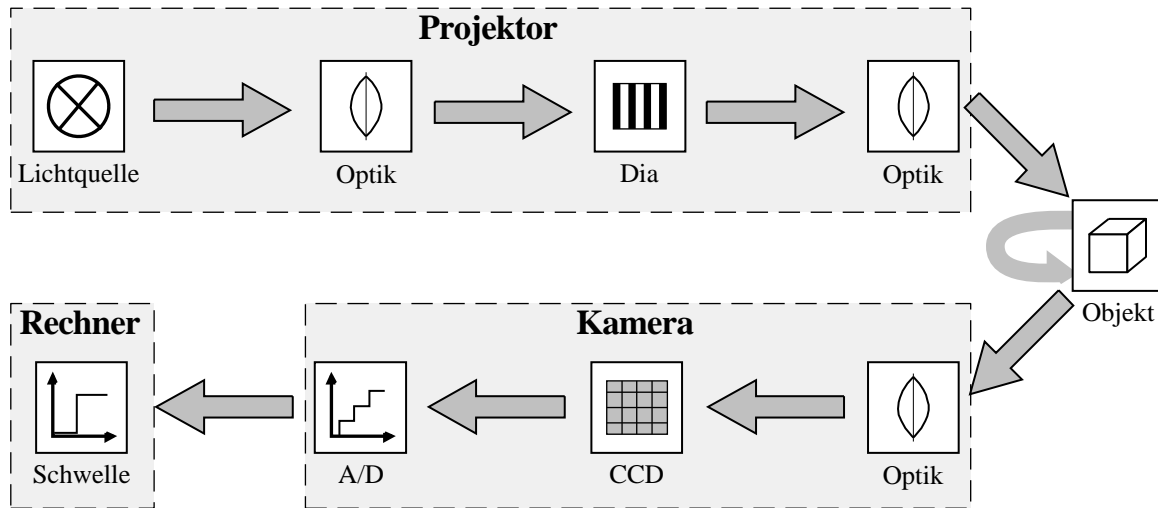 Projektor
Lichtquelle
Optik
Dia
Optik
Objekt
Rechner
Kamera
Schwelle
A/D
CCD
Optik